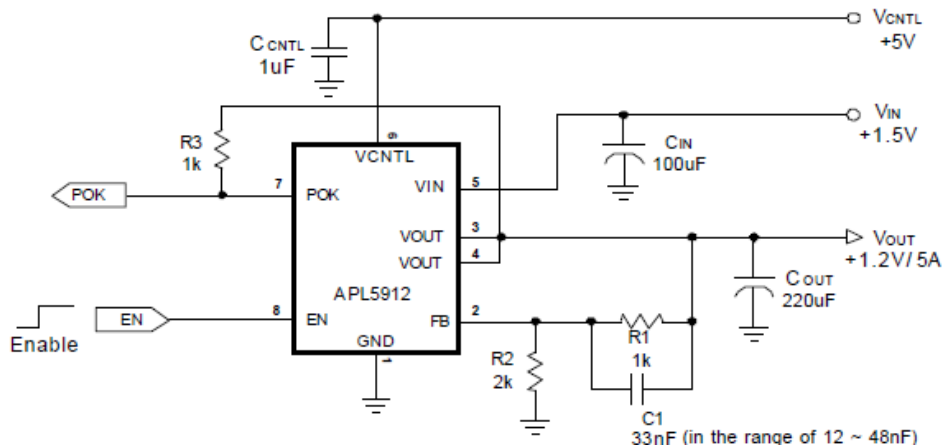 VCNTL
+5V
CCNTL
1uF
R3
1k
VIN
+1.5V
CIN
100uF
6
VCNTL
7
POK
POK
VIN
5
VOUT
3
VOUT
4
VOUT
+1.2V/ 5A
COUT
220uF
APL5912
Enable
EN
8
EN
FB
2
GND
1
R1
1k
R2
2k
C1
33nF (in the range of 12 ~ 48nF)